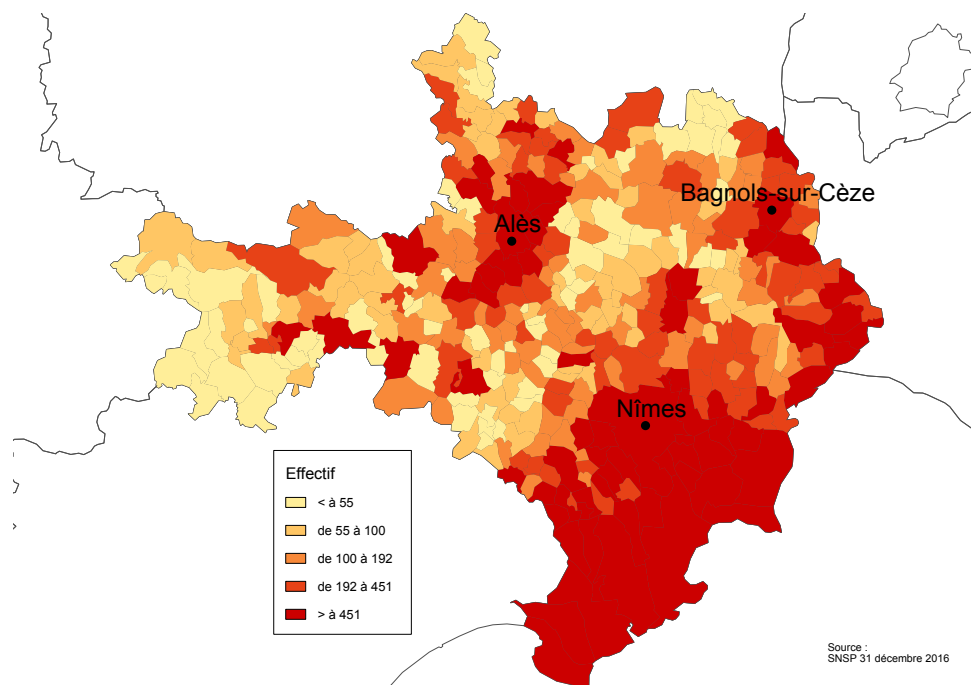 Bagnols-sur-Cèze
Alès
Nîmes
Effectif
< à 55
de 55 à 100
de 100 à 192
de 192 à 451
> à 451
Source :
SNSP 31 décembre 2016